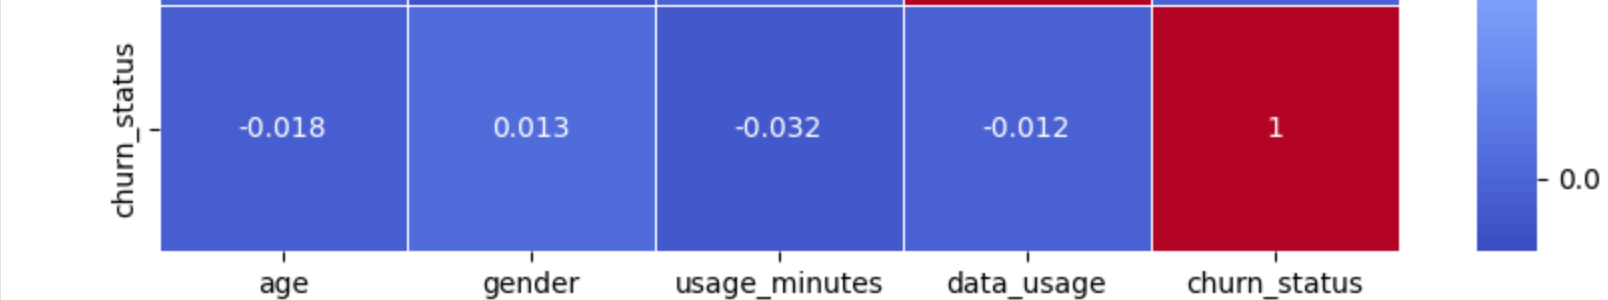 churn_status
-0.018 0.013 -0.032 -0.012 1
0.0
age gender usage_minutes data_usage churn_status